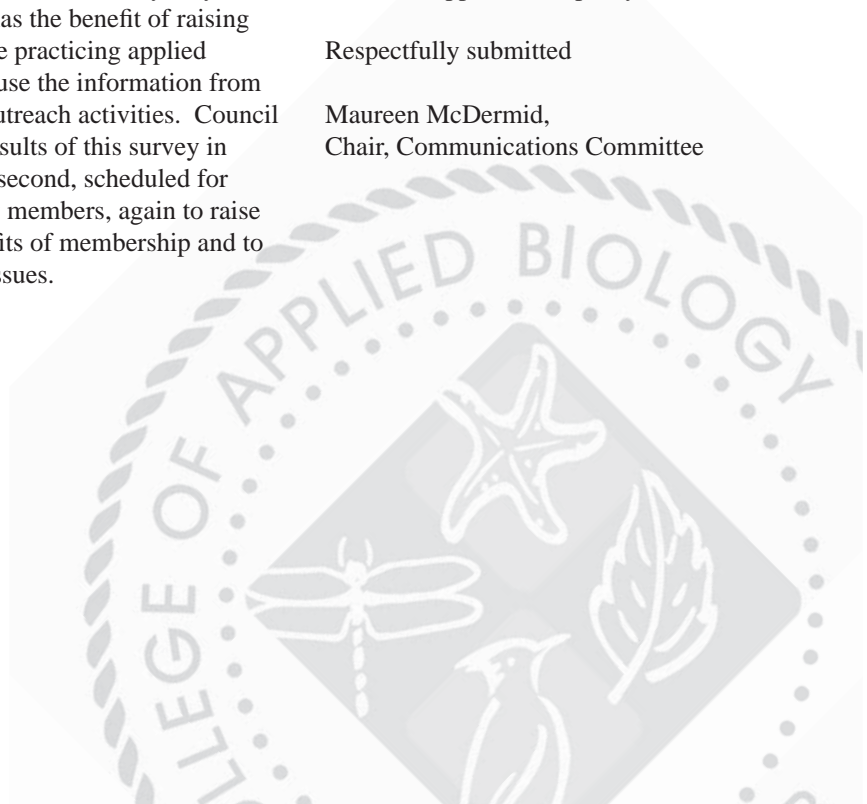 as the benefit of raising
e practicing applied
use the information from
utreach activities.  Council
sults of this survey in
second, scheduled for
members, again to raise
fits of membership and to
ssues.
Respectfully submitted
Maureen McDermid,
Chair, Communications Committee
LLEGE OF APPLIED BIOLOGY